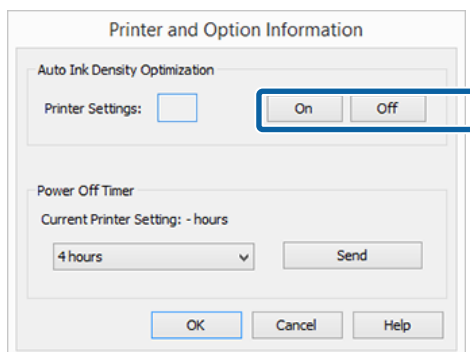 Printer and Option Information
Auto Ink Density Optimization
Printer Settings: On Off
Power Off Timer
Current Printer Setting: - hours
4 hours Send
OK Cancel Help